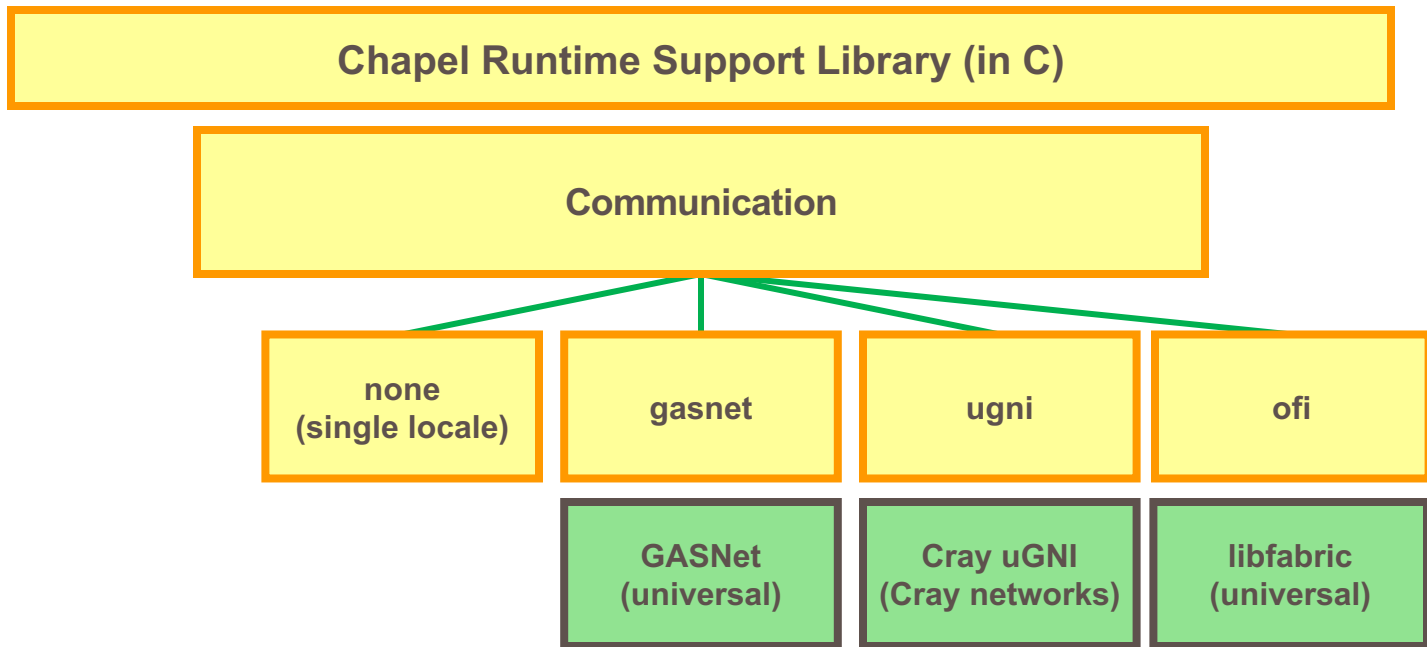 Chapel Runtime Support Library (in C)
Communication
none
(single locale)
gasnet
ugni
ofi
GASNet
(universal)
Cray uGNI
(Cray networks)
libfabric
(universal)